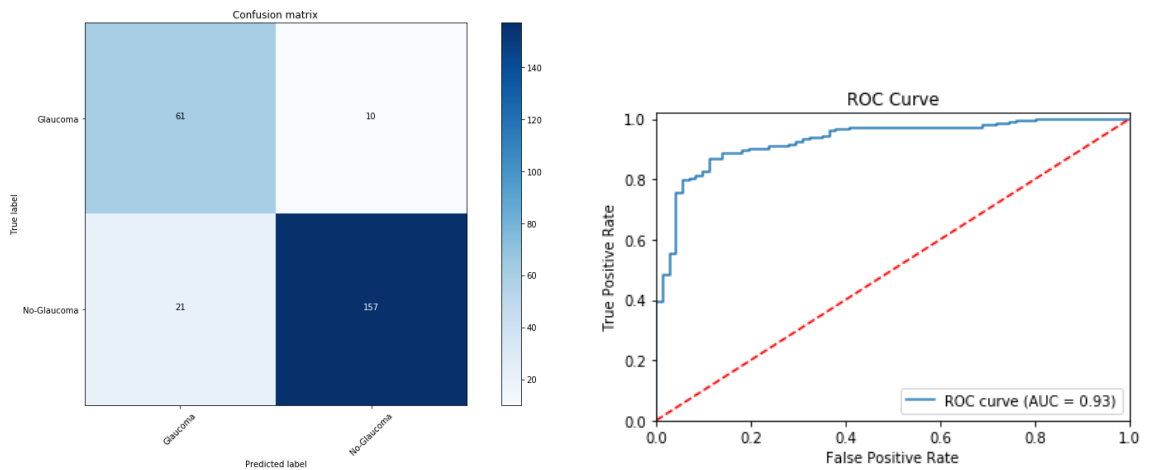 Confusion matrix
True label
Glaucoma
No-Glaucoma
61
10
21
157
Glaucoma
No-Glaucoma
Predicted label
140
120
100
80
60
40
20
ROC Curve
True Positive Rate
1.0
0.8
0.6
0.4
0.2
0.0
ROC curve (AUC = 0.93)
0.0
0.2
0.4
0.6
0.8
1.0
False Positive Rate